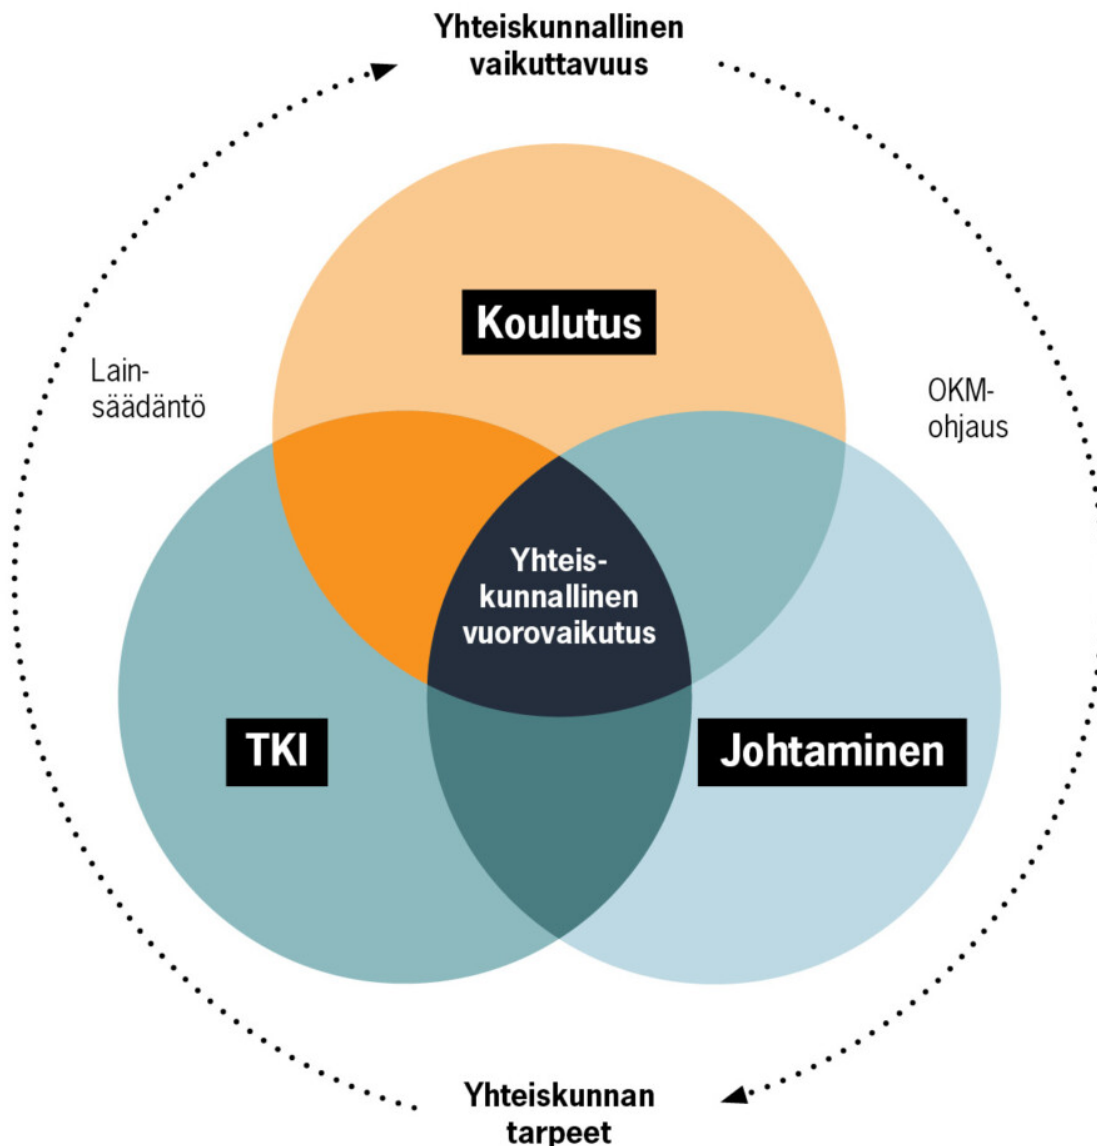 Yhteiskunnallinen
vaikuttavuus
Koulutus
Lain-
säädäntö
OKM-
ohjaus
Yhteis-
kunnallinen
vuorovaikutus
TKI
Johtaminen
Yhteiskunnan
tarpeet